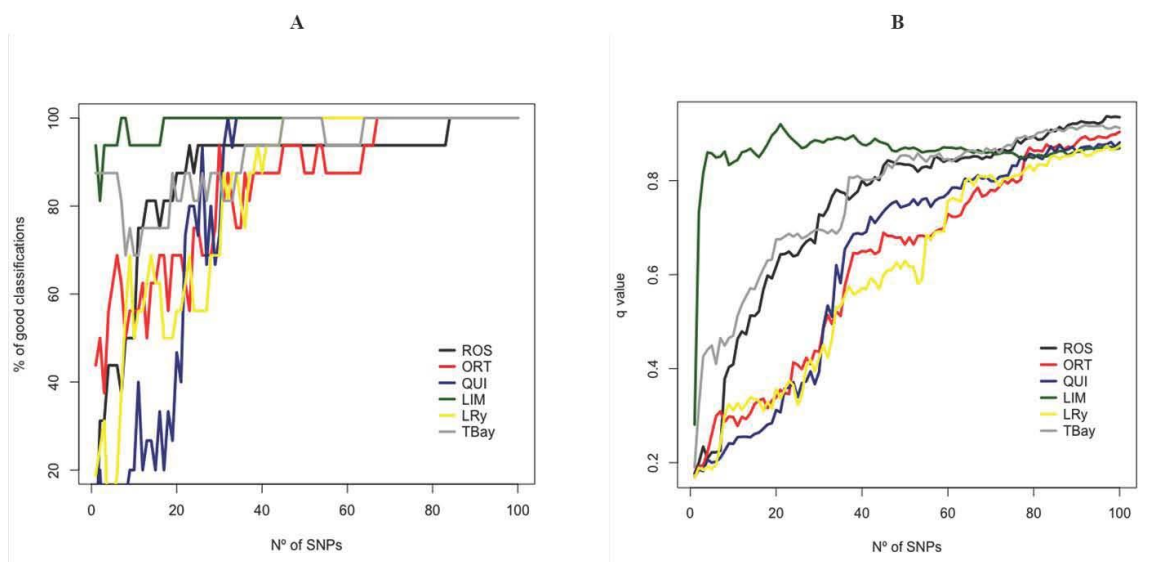 A
% of good classifications
100
80
60
40
20
ROS
ORT
QUI
LIM
LRy
TBay
0
20
40
60
80
100
Nº of SNPs
B
q value
0.8
0.6
0.4
0.2
ROS
ORT
QUI
LIM
LRy
TBay
0
20
40
60
80
100
Nº of SNPs